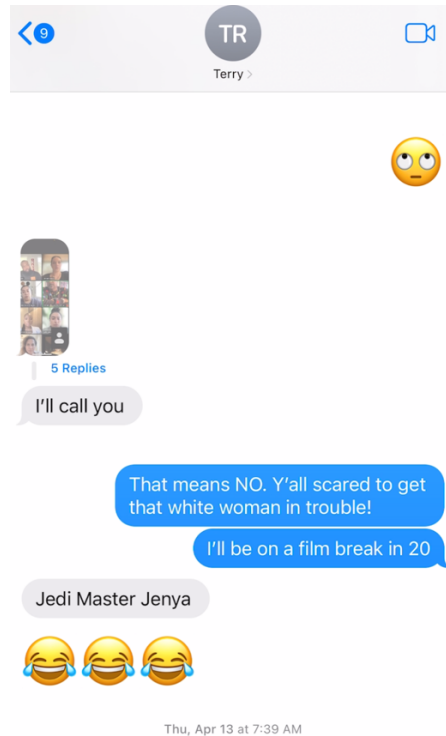 9
TR
Terry
5 Replies
I'll call you
That means NO. Y'all scared to get
that white woman in trouble!
I'll be on a film break in 20
Jedi Master Jenya
Thu, Apr 13 at 7:39 AM